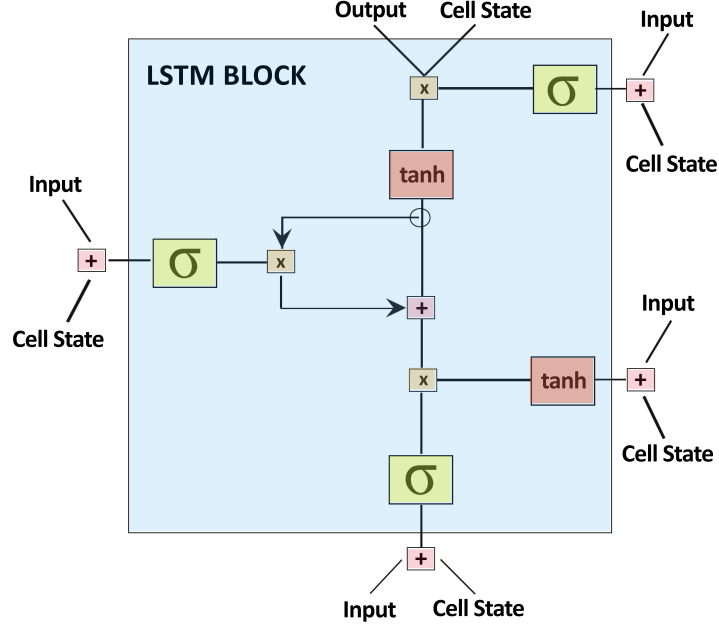 Output
Cell State
Input
LSTM BLOCK
x
σ
+
Cell State
tanh
Input
+
σ
x
+
Input
Cell State
x
tanh
+
Cell State
σ
+
Input
Cell State